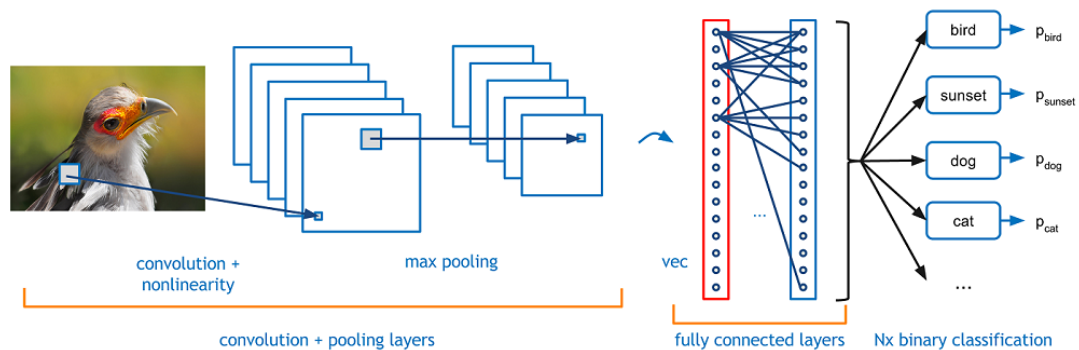 bird
p_bird
sunset
p_sunset
dog
p_dog
cat
p_cat
...
...
convolution +
nonlinearity
max pooling
vec
convolution + pooling layers
fully connected layers
Nx binary classification